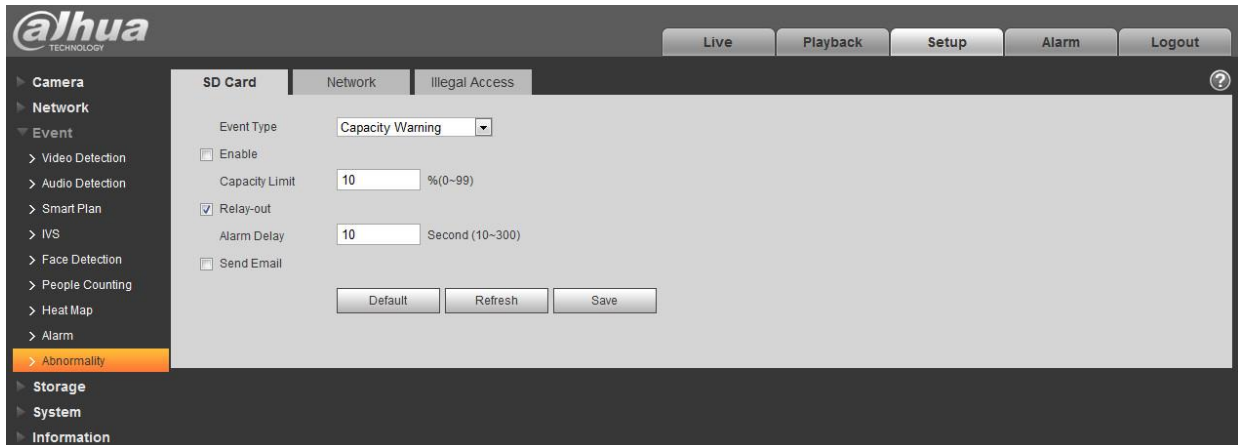 alhua
TECHNOLOGY
Live Playback Setup Alarm Logout
Camera
Network
Event
Video Detection
Audio Detection
Smart Plan
IVS
Face Detection
People Counting
Heat Map
Alarm
Abnormality
Storage
System
Information
SD Card Network Illegal Access
?
Event Type Capacity Warning
Enable
Capacity Limit 10 %(0~99)
Relay-out
Alarm Delay 10 Second (10~300)
Send Email
Default Refresh Save